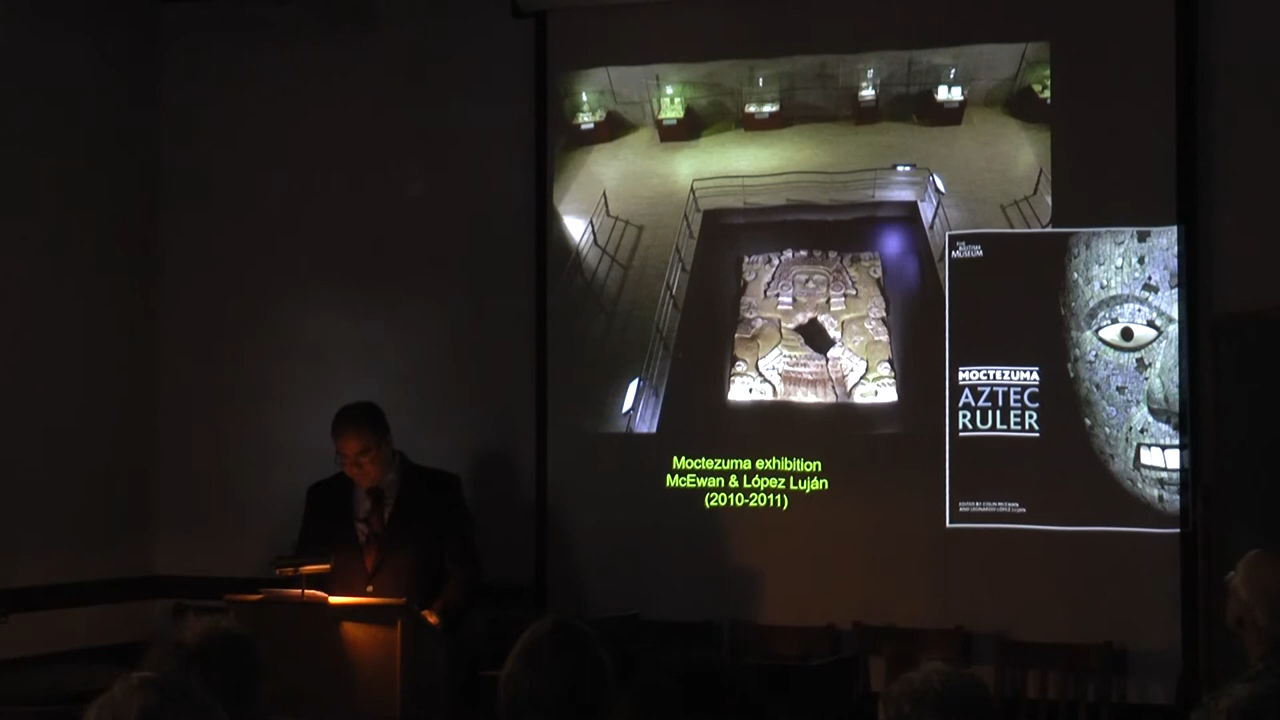 THE
BRITISH
MUSEUM
MOCTEZUMA
AZTEC
RULER
EDITED BY COLIN MCEWAN
AND LEONARDO LÓPEZ LUJÁN
Moctezuma exhibition
McEwan & López Luján
(2010-2011)